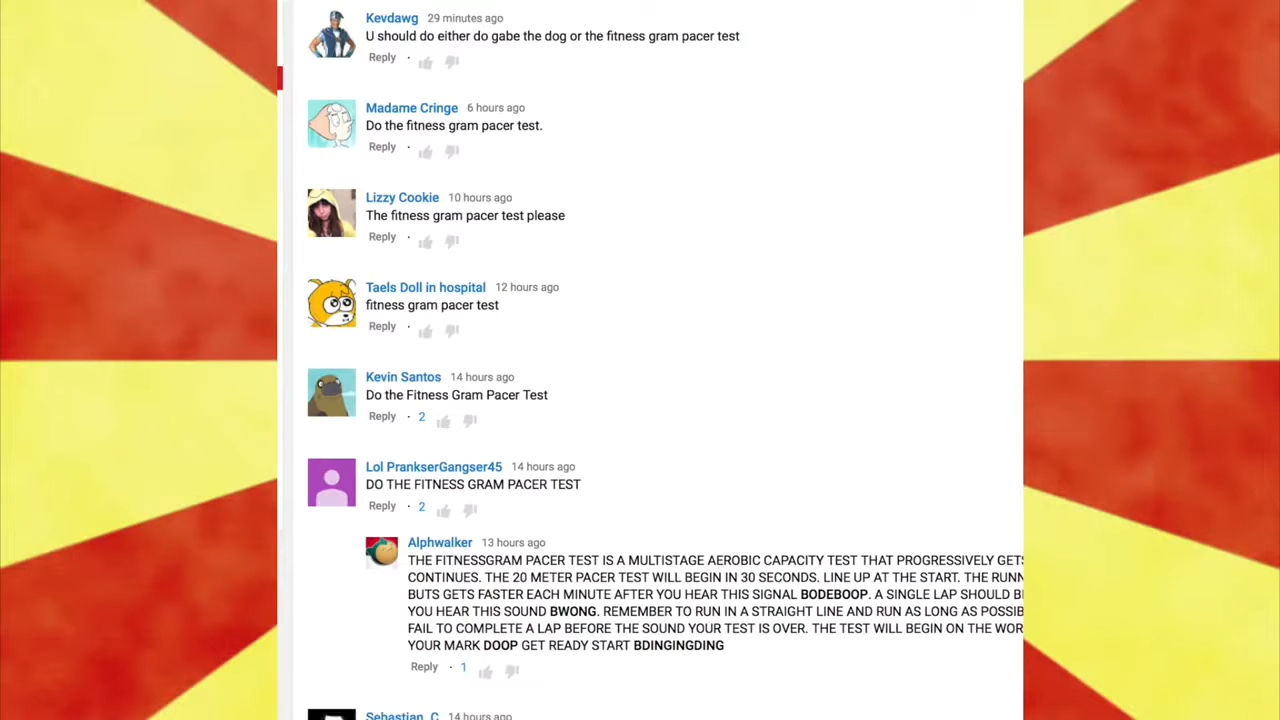 Kevdawg 29 minutes ago
U should do either do gabe the dog or the fitness gram pacer test
Reply ·
Madame Cringe 6 hours ago
Do the fitness gram pacer test.
Reply ·
Lizzy Cookie 10 hours ago
The fitness gram pacer test please
Reply ·
Taels Doll in hospital 12 hours ago
fitness gram pacer test
Reply ·
Kevin Santos 14 hours ago
Do the Fitness Gram Pacer Test
Reply · 2
Lol PrankserGangser45 14 hours ago
DO THE FITNESS GRAM PACER TEST
Reply · 2
Alphwalker 13 hours ago
THE FITNESSGRAM PACER TEST IS A MULTISTAGE AEROBIC CAPACITY TEST THAT PROGRESSIVELY GETS
CONTINUES. THE 20 METER PACER TEST WILL BEGIN IN 30 SECONDS. LINE UP AT THE START. THE RUNN
BUTS GETS FASTER EACH MINUTE AFTER YOU HEAR THIS SIGNAL BODEBOOP. A SINGLE LAP SHOULD BE
YOU HEAR THIS SOUND BWONG. REMEMBER TO RUN IN A STRAIGHT LINE AND RUN AS LONG AS POSSIB
FAIL TO COMPLETE A LAP BEFORE THE SOUND YOUR TEST IS OVER. THE TEST WILL BEGIN ON THE WOR
YOUR MARK DOOP GET READY START BDINGINGDING
Reply · 1
Sebastian. C 14 hours ago